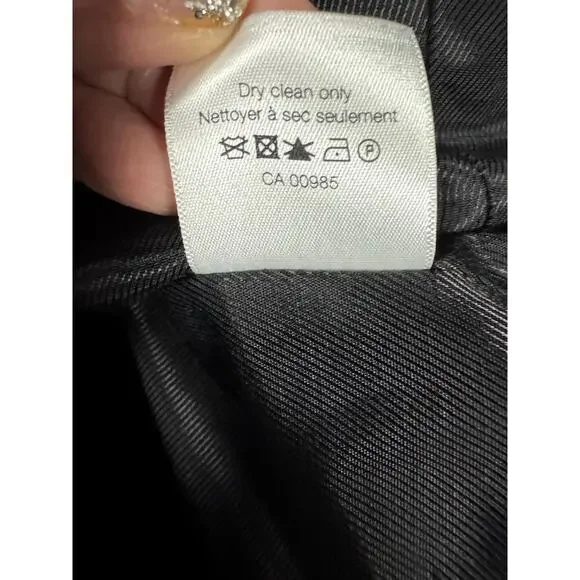 Dry clean only
Nettoyer à sec seulement
P
CA 00985